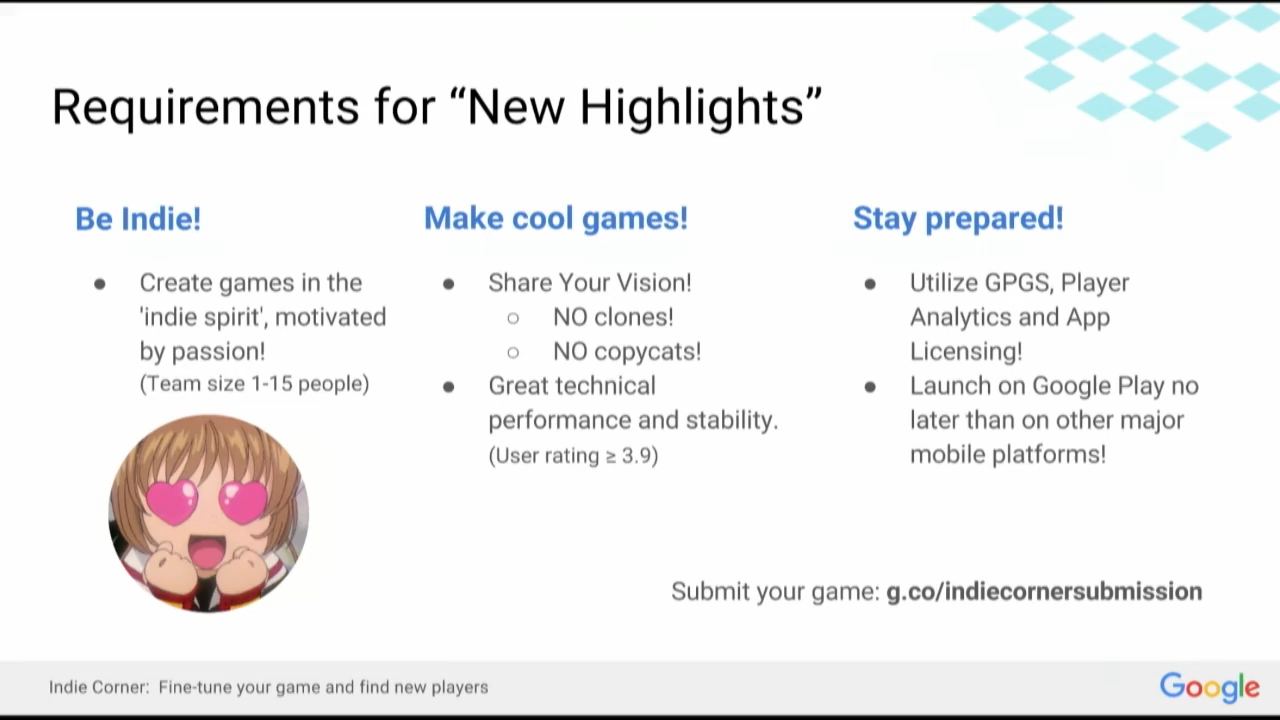 Requirements for “New Highlights”
Be Indie!
● Create games in the
'indie spirit', motivated
by passion!
(Team size 1-15 people)
Make cool games!
● Share Your Vision!
○ NO clones!
○ NO copycats!
● Great technical
performance and stability.
(User rating ≥ 3.9)
Stay prepared!
● Utilize GPGS, Player
Analytics and App
Licensing!
● Launch on Google Play no
later than on other major
mobile platforms!
Submit your game: g.co/indiecornersubmission
Indie Corner: Fine-tune your game and find new players
Google